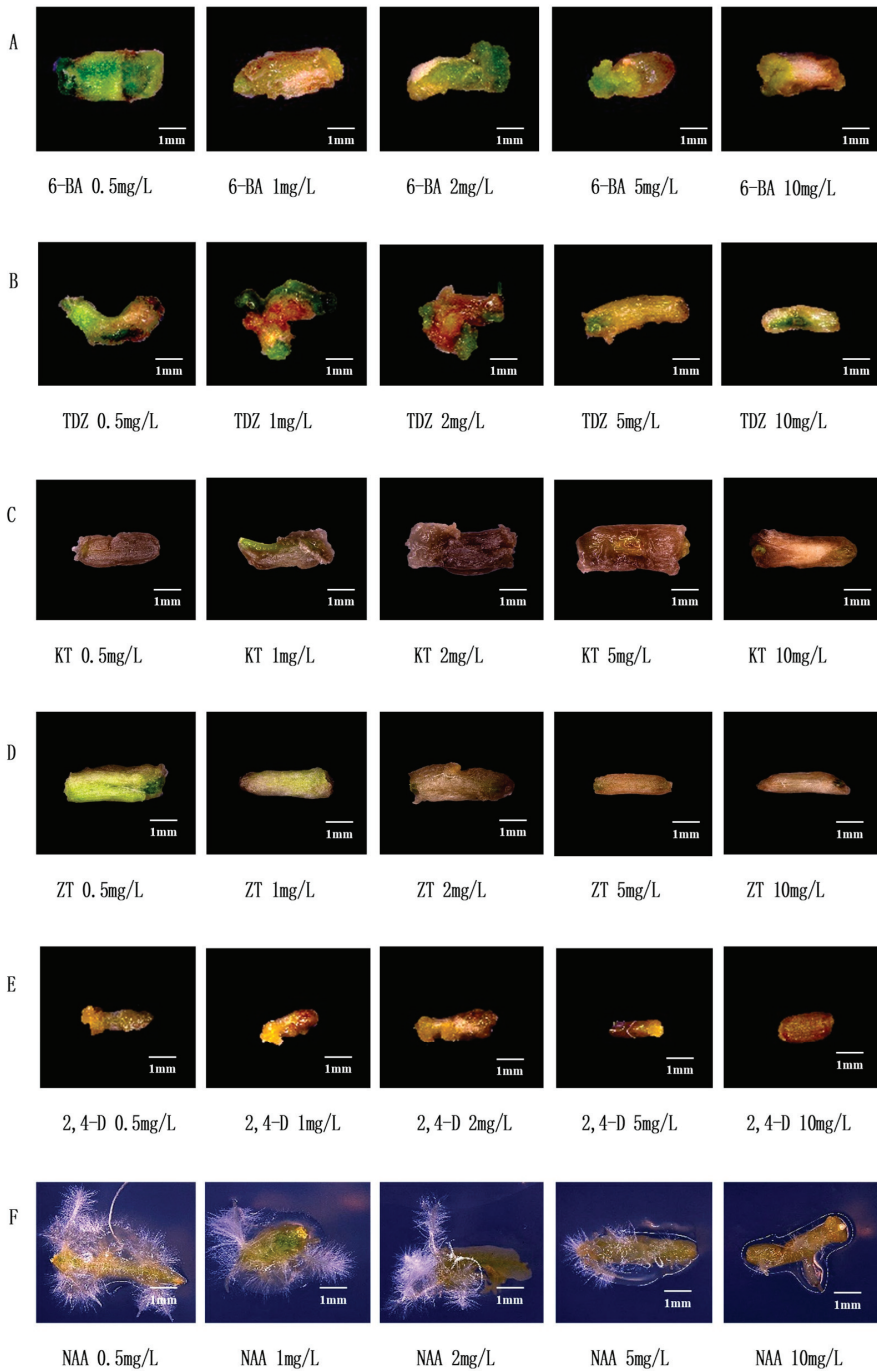 A
1mm 1mm 1mm 1mm 1mm
6-BA 0.5mg/L 6-BA 1mg/L 6-BA 2mg/L 6-BA 5mg/L 6-BA 10mg/L
B
1mm 1mm 1mm 1mm 1mm
TDZ 0.5mg/L TDZ 1mg/L TDZ 2mg/L TDZ 5mg/L TDZ 10mg/L
C
1mm 1mm 1mm 1mm 1mm
KT 0.5mg/L KT 1mg/L KT 2mg/L KT 5mg/L KT 10mg/L
D
1mm 1mm 1mm 1mm 1mm
ZT 0.5mg/L ZT 1mg/L ZT 2mg/L ZT 5mg/L ZT 10mg/L
E
1mm 1mm 1mm 1mm 1mm
2,4-D 0.5mg/L 2,4-D 1mg/L 2,4-D 2mg/L 2,4-D 5mg/L 2,4-D 10mg/L
F
1mm 1mm 1mm 1mm 1mm
NAA 0.5mg/L NAA 1mg/L NAA 2mg/L NAA 5mg/L NAA 10mg/L